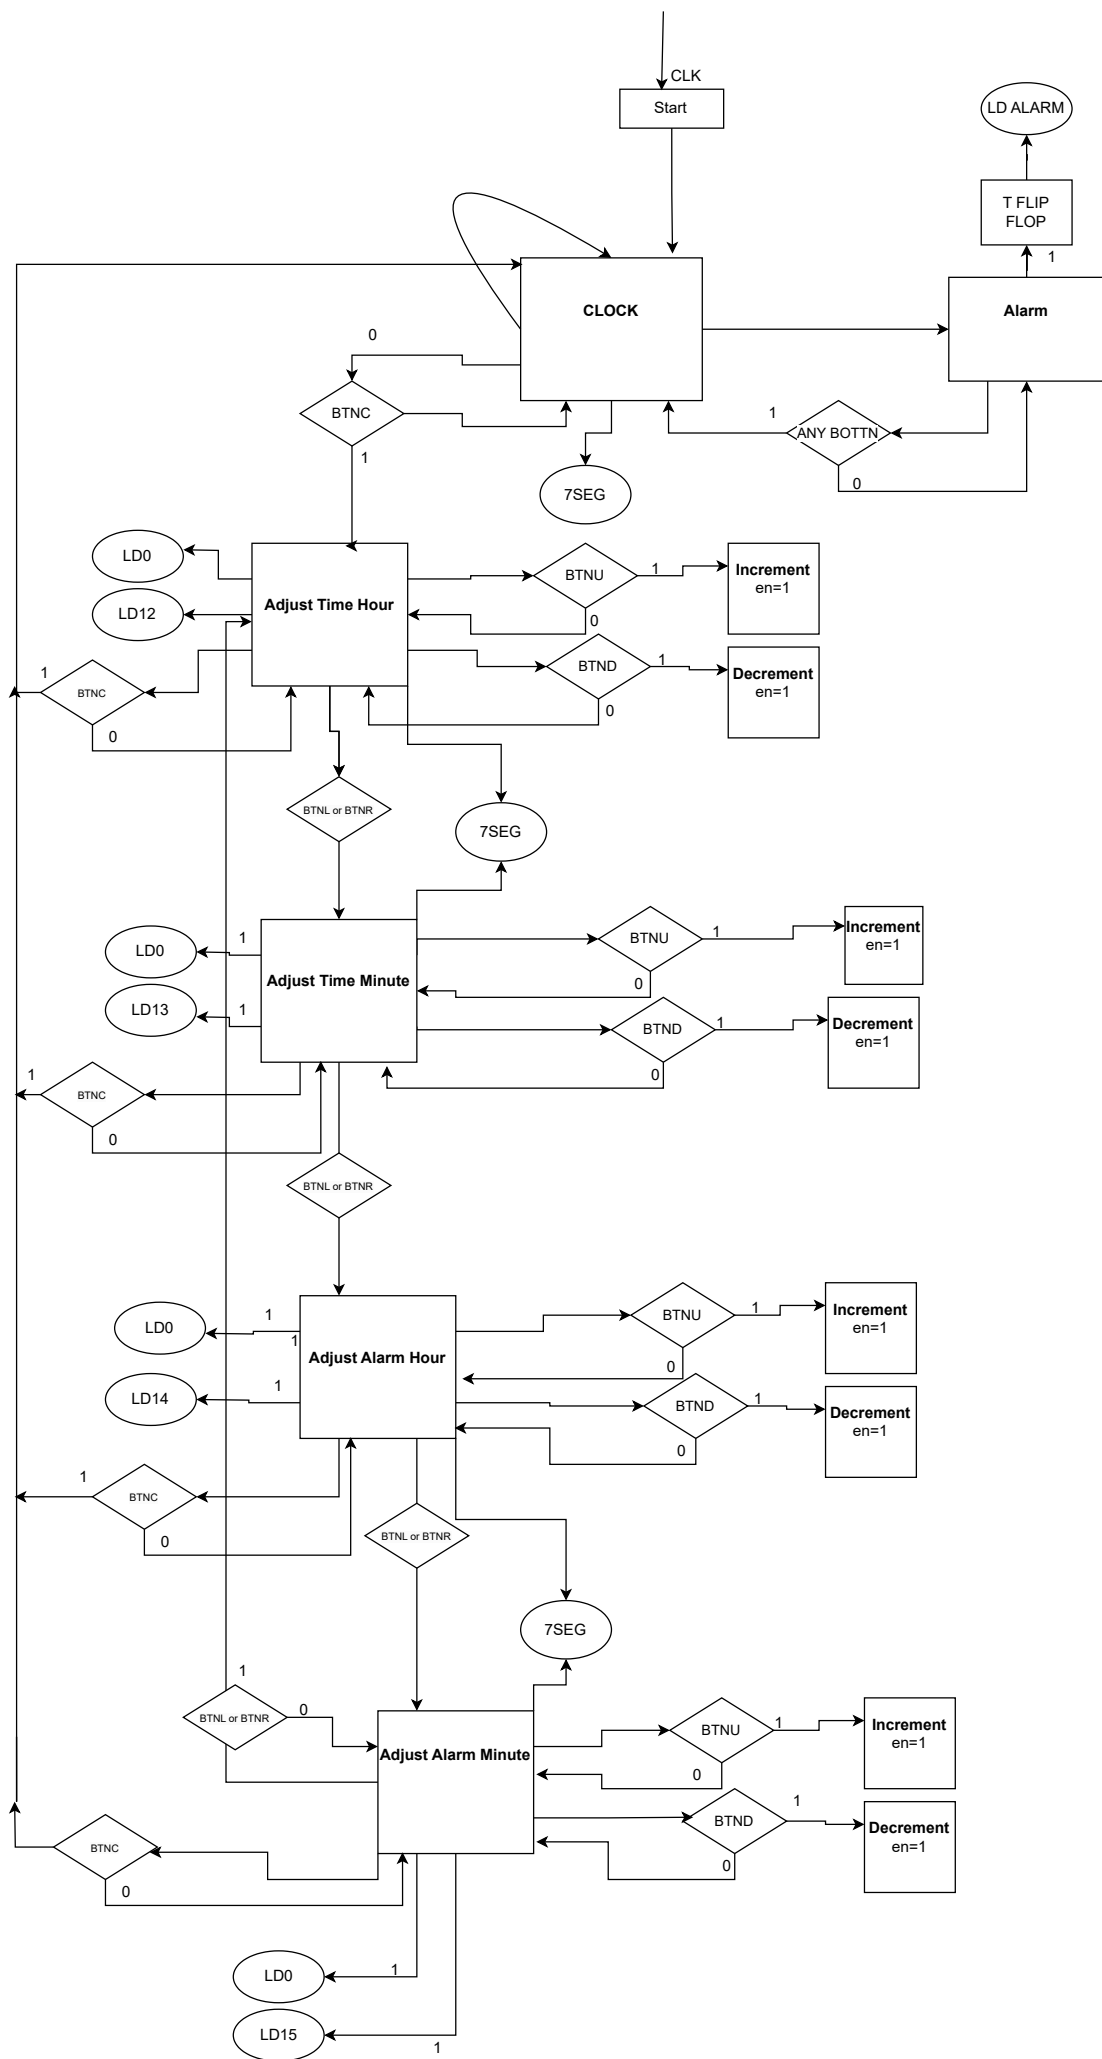 CLK
Start
LD ALARM
T FLIP
FLOP
1
CLOCK
Alarm
0
BTNC
1
1
ANY BOTTN
0
7SEG
LD0
LD12
Adjust Time Hour
BTNU
1
0
Increment
en=1
BTND
1
0
Decrement
en=1
1
BTNC
0
BTNL or BTNR
7SEG
LD0
1
LD13
1
Adjust Time Minute
BTNU
1
0
Increment
en=1
BTND
1
0
Decrement
en=1
1
BTNC
0
BTNL or BTNR
LD0
1
1
LD14
1
Adjust Alarm Hour
BTNU
1
0
Increment
en=1
BTND
1
0
Decrement
en=1
1
BTNC
0
BTNL or BTNR
7SEG
1
BTNL or BTNR
0
Adjust Alarm Minute
BTNU
1
0
Increment
en=1
BTND
1
0
Decrement
en=1
BTNC
0
LD0
1
LD15
1